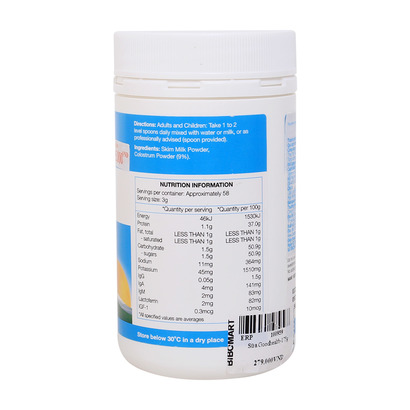 Directions: Adults and Children: Take 1 to 2
level spoons daily mixed with water or milk, or as
professionally advised (spoon provided).
Ingredients: Skim Milk Powder,
Colostrum Powder (9%).
NUTRITION INFORMATION
Servings per container: Approximately 58
Serving size: 3g
*Quantity per serving *Quantity per 100g
Energy 46kJ 1530kJ
Protein 1.1g 37.0g
Fat, total LESS THAN 1g LESS THAN 1g
- saturated LESS THAN 1g LESS THAN 1g
Carbohydrate 1.5g 50.9g
- sugars 1.5g 50.9g
Sodium 11mg 364mg
Potassium 45mg 1510mg
IgG 0.05g 1.5g
IgA 4mg 141mg
IgM 2mg 83mg
Lactoferrin 2mg 82mg
IGF-1 0.3mcg
*All specified values are averages
Store below 30°C in a dry place
BIBOMART
ERP
279,000VND